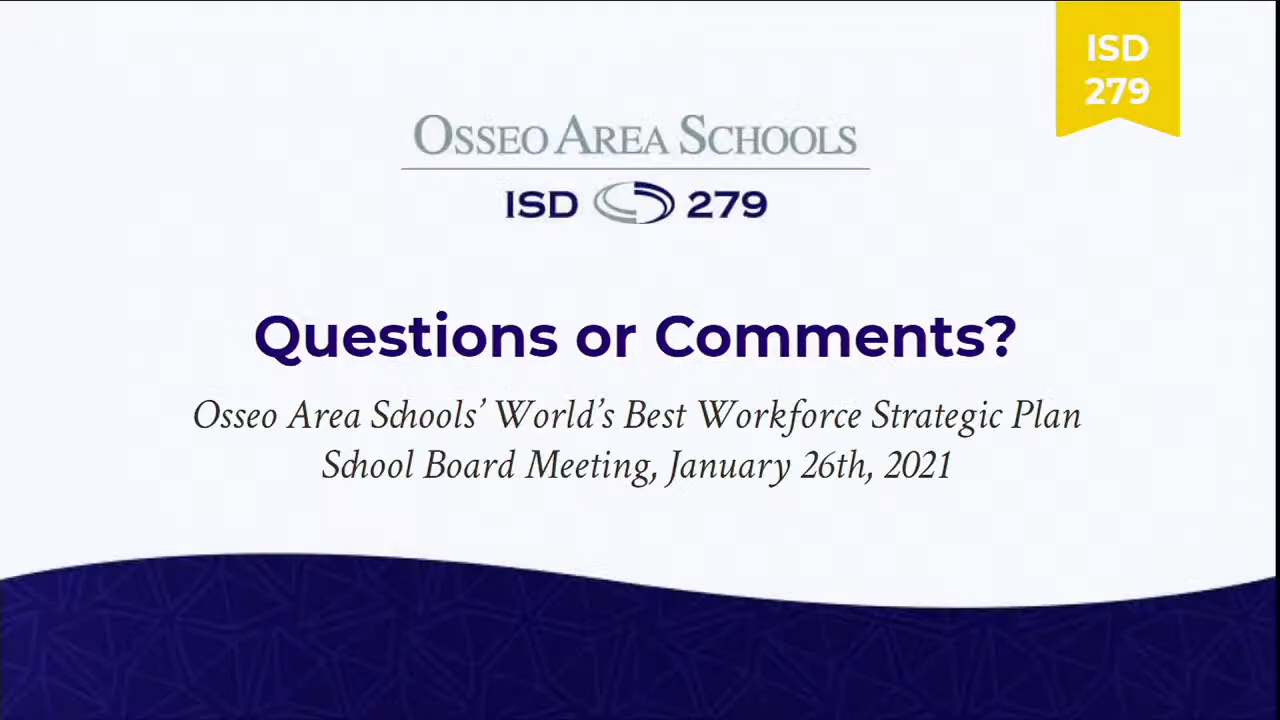 ISD
279
OSSEO AREA SCHOOLS
ISD 279
Questions or Comments?
Osseo Area Schools’ World’s Best Workforce Strategic Plan
School Board Meeting, January 26th, 2021